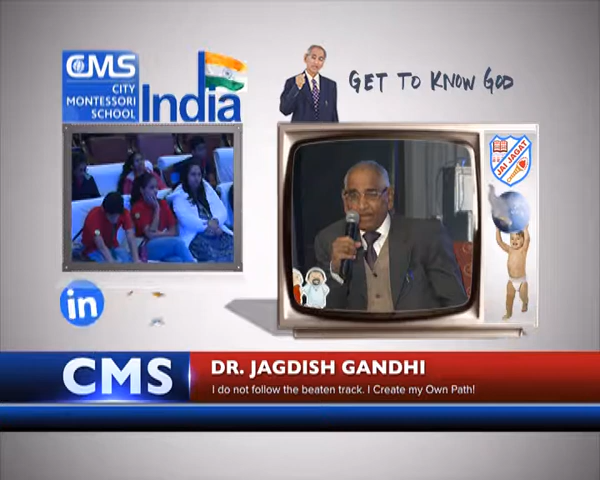 CMS
CITY
MONTESSORI
SCHOOL
India
GET TO KNOW GOD
JAI JAGAT
in
CMS
DR. JAGDISH GANDHI
I do not follow the beaten track. I Create my Own Path!